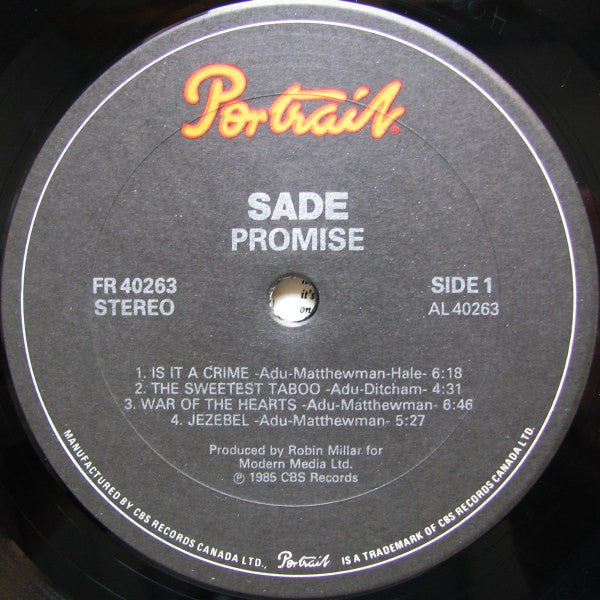 Portrait
SADE
PROMISE
FR 40263
STEREO
SIDE 1
AL 40263
it's
on
1. IS IT A CRIME -Adu-Matthewman-Hale- 6:18
2. THE SWEETEST TABOO -Adu-Ditcham- 4:31
3. WAR OF THE HEARTS -Adu-Matthewman- 6:46
4. JEZEBEL -Adu-Matthewman- 5:27
Produced by Robin Millar for
Modern Media Ltd.
℗ 1985 CBS Records
MANUFACTURED BY CBS RECORDS CANADA LTD., Portrait IS A TRADEMARK OF CBS RECORDS CANADA LTD.